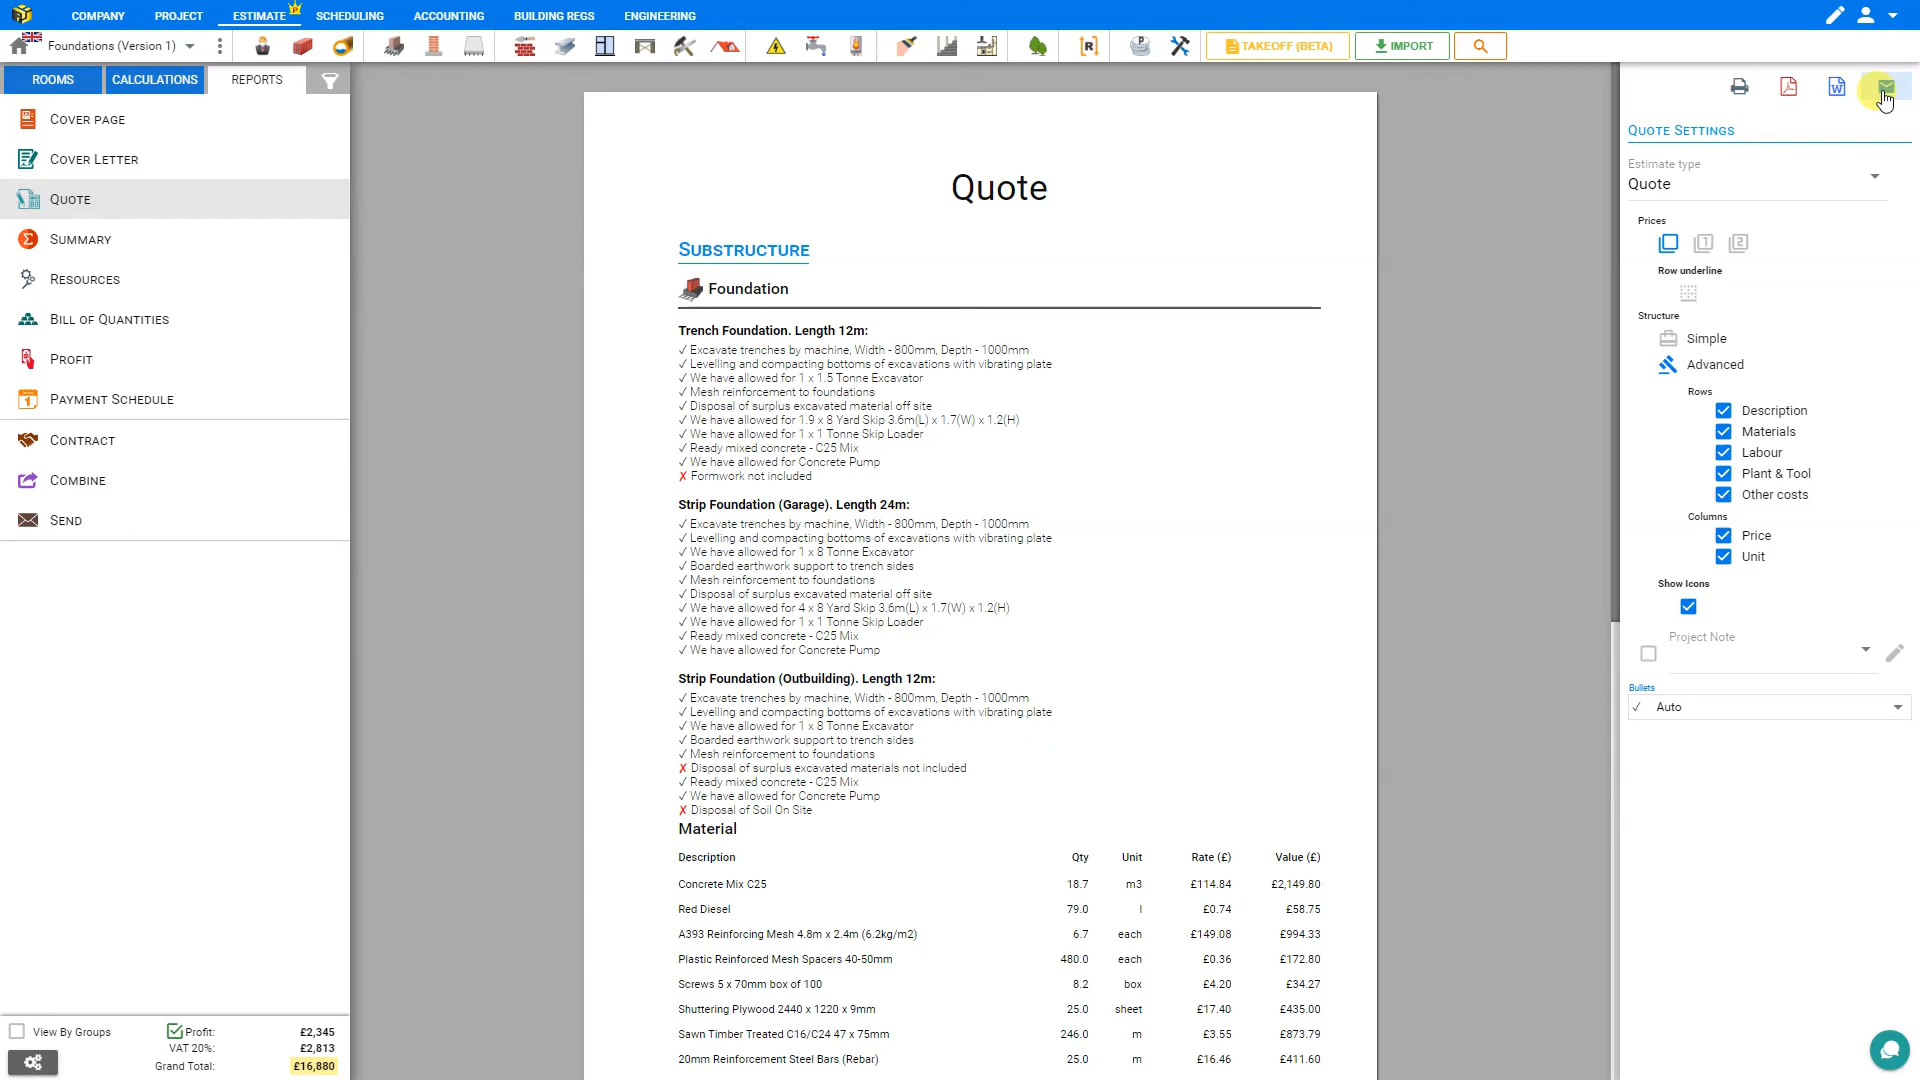 COMPANY PROJECT ESTIMATE SCHEDULING ACCOUNTING BUILDING REGS ENGINEERING
Foundations (Version 1) TAKEOFF (BETA) IMPORT
ROOMS CALCULATIONS REPORTS
COVER PAGE
COVER LETTER
QUOTE
SUMMARY
RESOURCES
BILL OF QUANTITIES
PROFIT
PAYMENT SCHEDULE
CONTRACT
COMBINE
SEND
View By Groups Profit: £2,345
VAT 20%: £2,813
Grand Total: £16,880
Quote
SUBSTRUCTURE
Foundation
Trench Foundation. Length 12m:
✓ Excavate trenches by machine, Width - 800mm, Depth - 1000mm
✓ Levelling and compacting bottoms of excavations with vibrating plate
✓ We have allowed for 1 x 1.5 Tonne Excavator
✓ Mesh reinforcement to foundations
✓ Disposal of surplus excavated material off site
✓ We have allowed for 1.9 x 8 Yard Skip 3.6m(L) x 1.7(W) x 1.2(H)
✓ We have allowed for 1 x 1 Tonne Skip Loader
✓ Ready mixed concrete - C25 Mix
✓ We have allowed for Concrete Pump
✗ Formwork not included
Strip Foundation (Garage). Length 24m:
✓ Excavate trenches by machine, Width - 800mm, Depth - 1000mm
✓ Levelling and compacting bottoms of excavations with vibrating plate
✓ We have allowed for 1 x 8 Tonne Excavator
✓ Boarded earthwork support to trench sides
✓ Mesh reinforcement to foundations
✓ Disposal of surplus excavated material off site
✓ We have allowed for 4 x 8 Yard Skip 3.6m(L) x 1.7(W) x 1.2(H)
✓ We have allowed for 1 x 1 Tonne Skip Loader
✓ Ready mixed concrete - C25 Mix
✓ We have allowed for Concrete Pump
Strip Foundation (Outbuilding). Length 12m:
✓ Excavate trenches by machine, Width - 800mm, Depth - 1000mm
✓ Levelling and compacting bottoms of excavations with vibrating plate
✓ We have allowed for 1 x 8 Tonne Excavator
✓ Boarded earthwork support to trench sides
✓ Mesh reinforcement to foundations
✗ Disposal of surplus excavated materials not included
✓ Ready mixed concrete - C25 Mix
✓ We have allowed for Concrete Pump
✗ Disposal of Soil On Site
Material
Description Qty Unit Rate (£) Value (£)
Concrete Mix C25 18.7 m3 £114.84 £2,149.80
Red Diesel 79.0 l £0.74 £58.75
A393 Reinforcing Mesh 4.8m x 2.4m (6.2kg/m2) 6.7 each £149.08 £994.33
Plastic Reinforced Mesh Spacers 40-50mm 480.0 each £0.36 £172.80
Screws 5 x 70mm box of 100 8.2 box £4.20 £34.27
Shuttering Plywood 2440 x 1220 x 9mm 25.0 sheet £17.40 £435.00
Sawn Timber Treated C16/C24 47 x 75mm 246.0 m £3.55 £873.79
20mm Reinforcement Steel Bars (Rebar) 25.0 m £16.46 £411.60
QUOTE SETTINGS
Estimate type
Quote
Prices
1 2
Row underline
Structure
Simple
Advanced
Rows
Description
Materials
Labour
Plant & Tool
Other costs
Columns
Price
Unit
Show Icons
Project Note
Bullets
✓ Auto